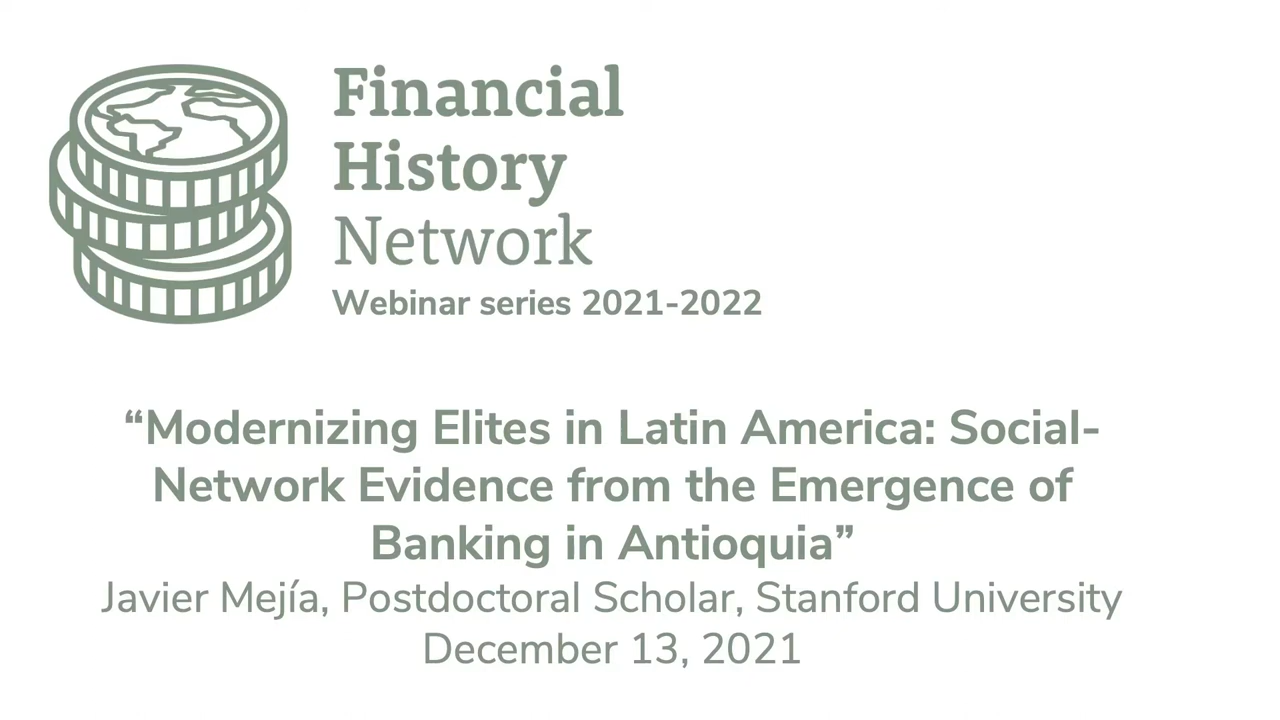 Financial
History
Network
Webinar series 2021-2022
“Modernizing Elites in Latin America: Social-
Network Evidence from the Emergence of
Banking in Antioquia”
Javier Mejía, Postdoctoral Scholar, Stanford University
December 13, 2021